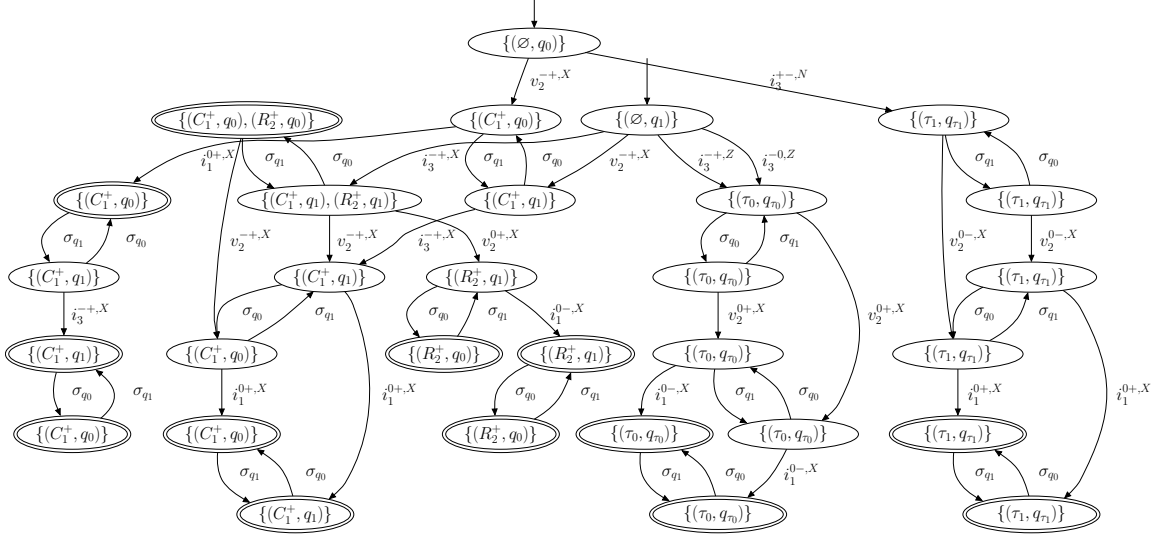 {(∅, q_0)}
v_2^{-+,X}
i_3^{+-,N}
{(C_1^+, q_0), (R_2^+, q_0)}
{(C_1^+, q_0)}
{(∅, q_1)}
{(τ_1, q_{τ_1})}
i_1^{0+,X}
σ_{q_1}
σ_{q_0}
i_3^{-+,X}
σ_{q_1}
σ_{q_0}
v_2^{-+,X}
i_3^{-+,Z}
i_3^{-0,Z}
σ_{q_1}
σ_{q_0}
{(C_1^+, q_0)}
{(C_1^+, q_1), (R_2^+, q_1)}
{(C_1^+, q_1)}
{(τ_0, q_{τ_0})}
{(τ_1, q_{τ_1})}
σ_{q_1}
σ_{q_0}
v_2^{-+,X}
v_2^{-+,X}
i_3^{-+,X}
v_2^{0+,X}
σ_{q_0}
σ_{q_1}
v_2^{0-,X}
v_2^{0-,X}
{(C_1^+, q_1)}
{(C_1^+, q_1)}
{(R_2^+, q_1)}
{(τ_0, q_{τ_0})}
{(τ_1, q_{τ_1})}
i_3^{-+,X}
σ_{q_0}
σ_{q_1}
σ_{q_0}
σ_{q_1}
i_1^{0-,X}
v_2^{0+,X}
v_2^{0+,X}
σ_{q_0}
σ_{q_1}
{(C_1^+, q_1)}
{(C_1^+, q_0)}
{(R_2^+, q_0)}
{(R_2^+, q_1)}
{(τ_0, q_{τ_0})}
{(τ_1, q_{τ_1})}
σ_{q_0}
σ_{q_1}
i_1^{0+,X}
i_1^{0+,X}
σ_{q_0}
σ_{q_1}
i_1^{0-,X}
σ_{q_1}
σ_{q_0}
i_1^{0+,X}
i_1^{0+,X}
{(C_1^+, q_0)}
{(C_1^+, q_0)}
{(R_2^+, q_0)}
{(τ_0, q_{τ_0})}
{(τ_0, q_{τ_0})}
{(τ_1, q_{τ_1})}
σ_{q_1}
σ_{q_0}
σ_{q_1}
σ_{q_0}
i_1^{0-,X}
σ_{q_1}
σ_{q_0}
{(C_1^+, q_1)}
{(τ_0, q_{τ_0})}
{(τ_1, q_{τ_1})}